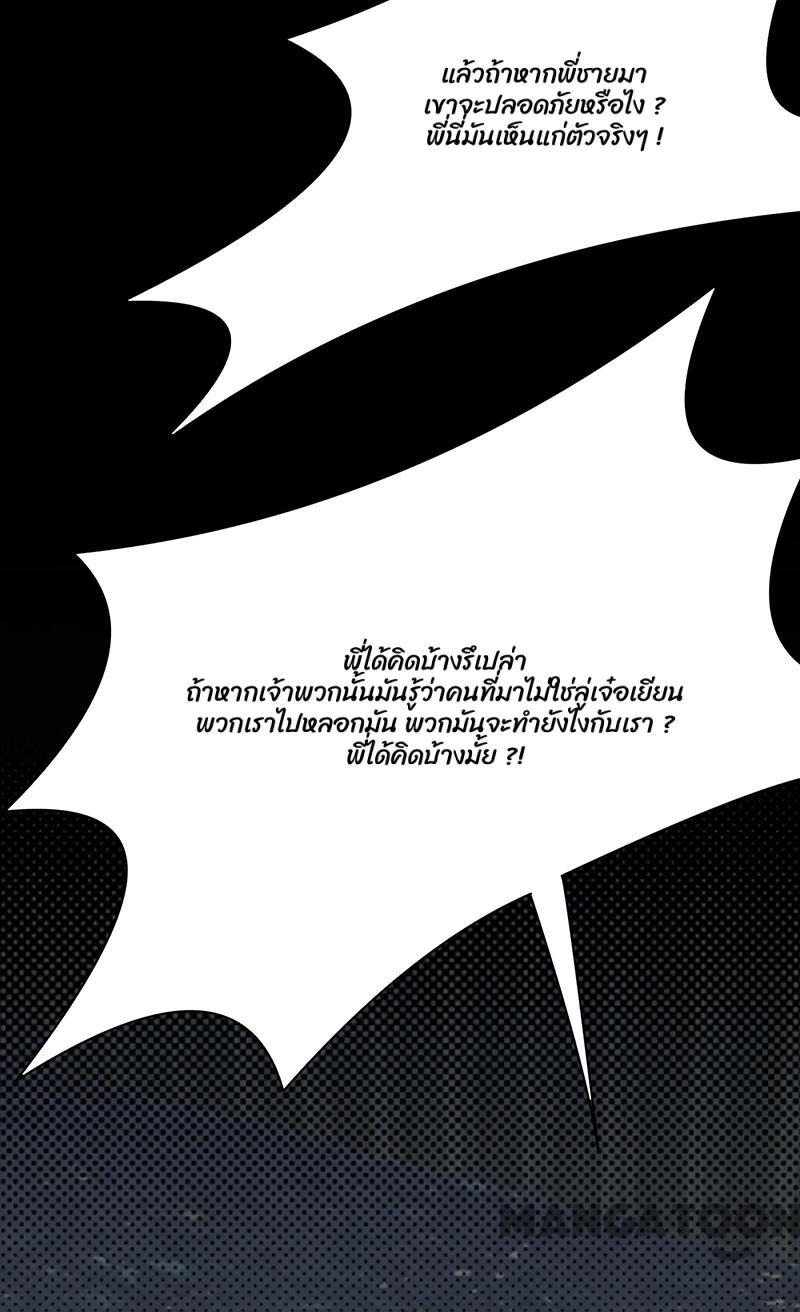 แล้วถ้าหากพี่ชายมา
เขาจะปลอดภัยหรือไง ?
พี่นี่มันเห็นแก่ตัวจริงๆ !
พี่ได้คิดบ้างรึเปล่า
ถ้าหากเจ้าพวกนั้นมันรู้ว่าคนที่มาไม่ใช่ลู่เจ๋อเยียน
พวกเราไปหลอกมัน พวกมันจะทำยังไงกับเรา ?
พี่ได้คิดบ้างมั้ย ?!
MANGATOON